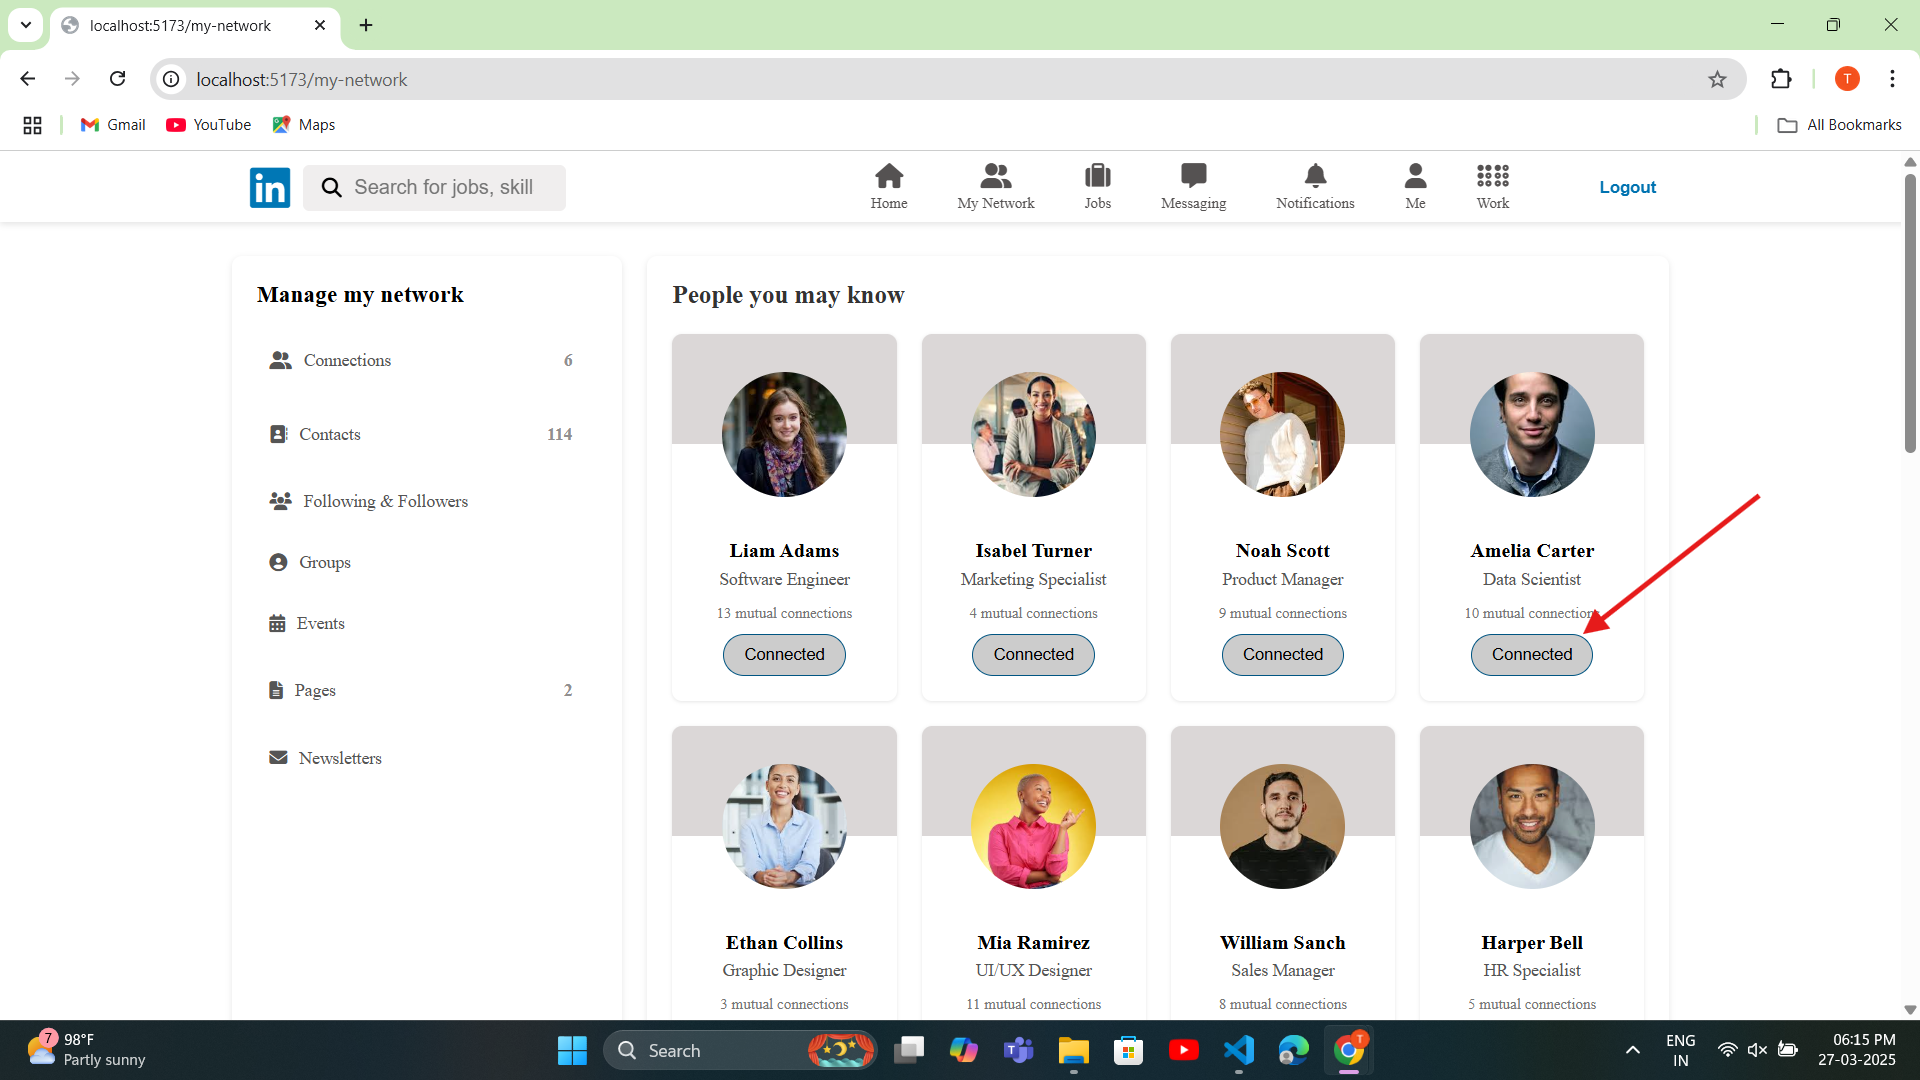 localhost:5173/my-network
localhost:5173/my-network
T
Gmail
YouTube
Maps
All Bookmarks
in
Search for jobs, skill
Home
My Network
Jobs
Messaging
Notifications
Me
Work
Logout
Manage my network
Connections 6
Contacts 114
Following & Followers
Groups
Events
Pages 2
Newsletters
People you may know
Liam Adams
Software Engineer
13 mutual connections
Connected
Isabel Turner
Marketing Specialist
4 mutual connections
Connected
Noah Scott
Product Manager
9 mutual connections
Connected
Amelia Carter
Data Scientist
10 mutual connections
Connected
Ethan Collins
Graphic Designer
3 mutual connections
Mia Ramirez
UI/UX Designer
11 mutual connections
William Sanch
Sales Manager
8 mutual connections
Harper Bell
HR Specialist
5 mutual connections
7
98°F
Partly sunny
Search
T
T
ENG
IN
06:15 PM
27-03-2025